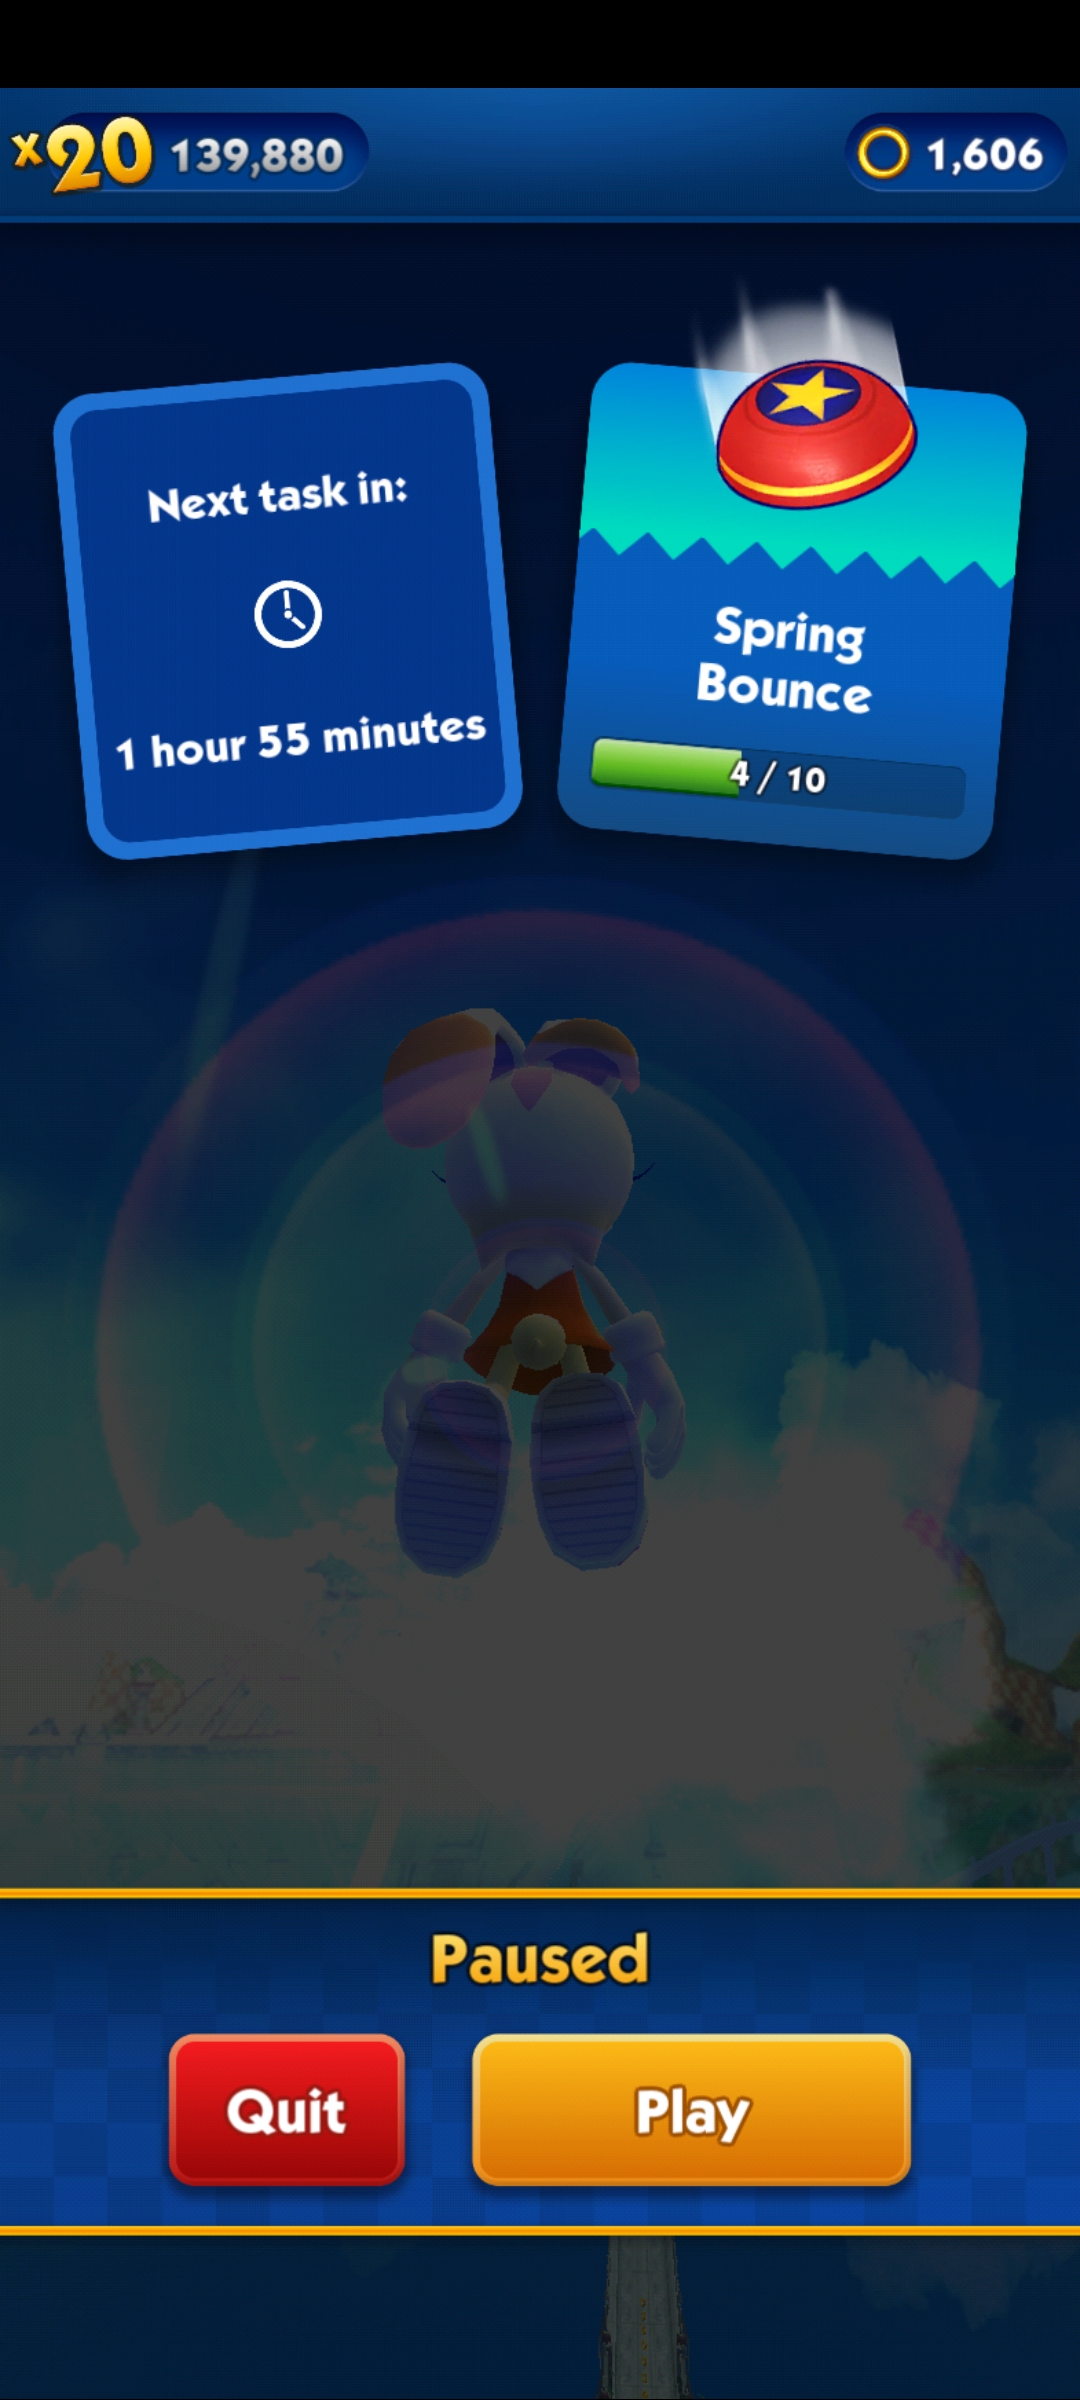 x20 139,880
1,606
Next task in:
1 hour 55 minutes
Spring
Bounce
4 / 10
Paused
Quit
Play